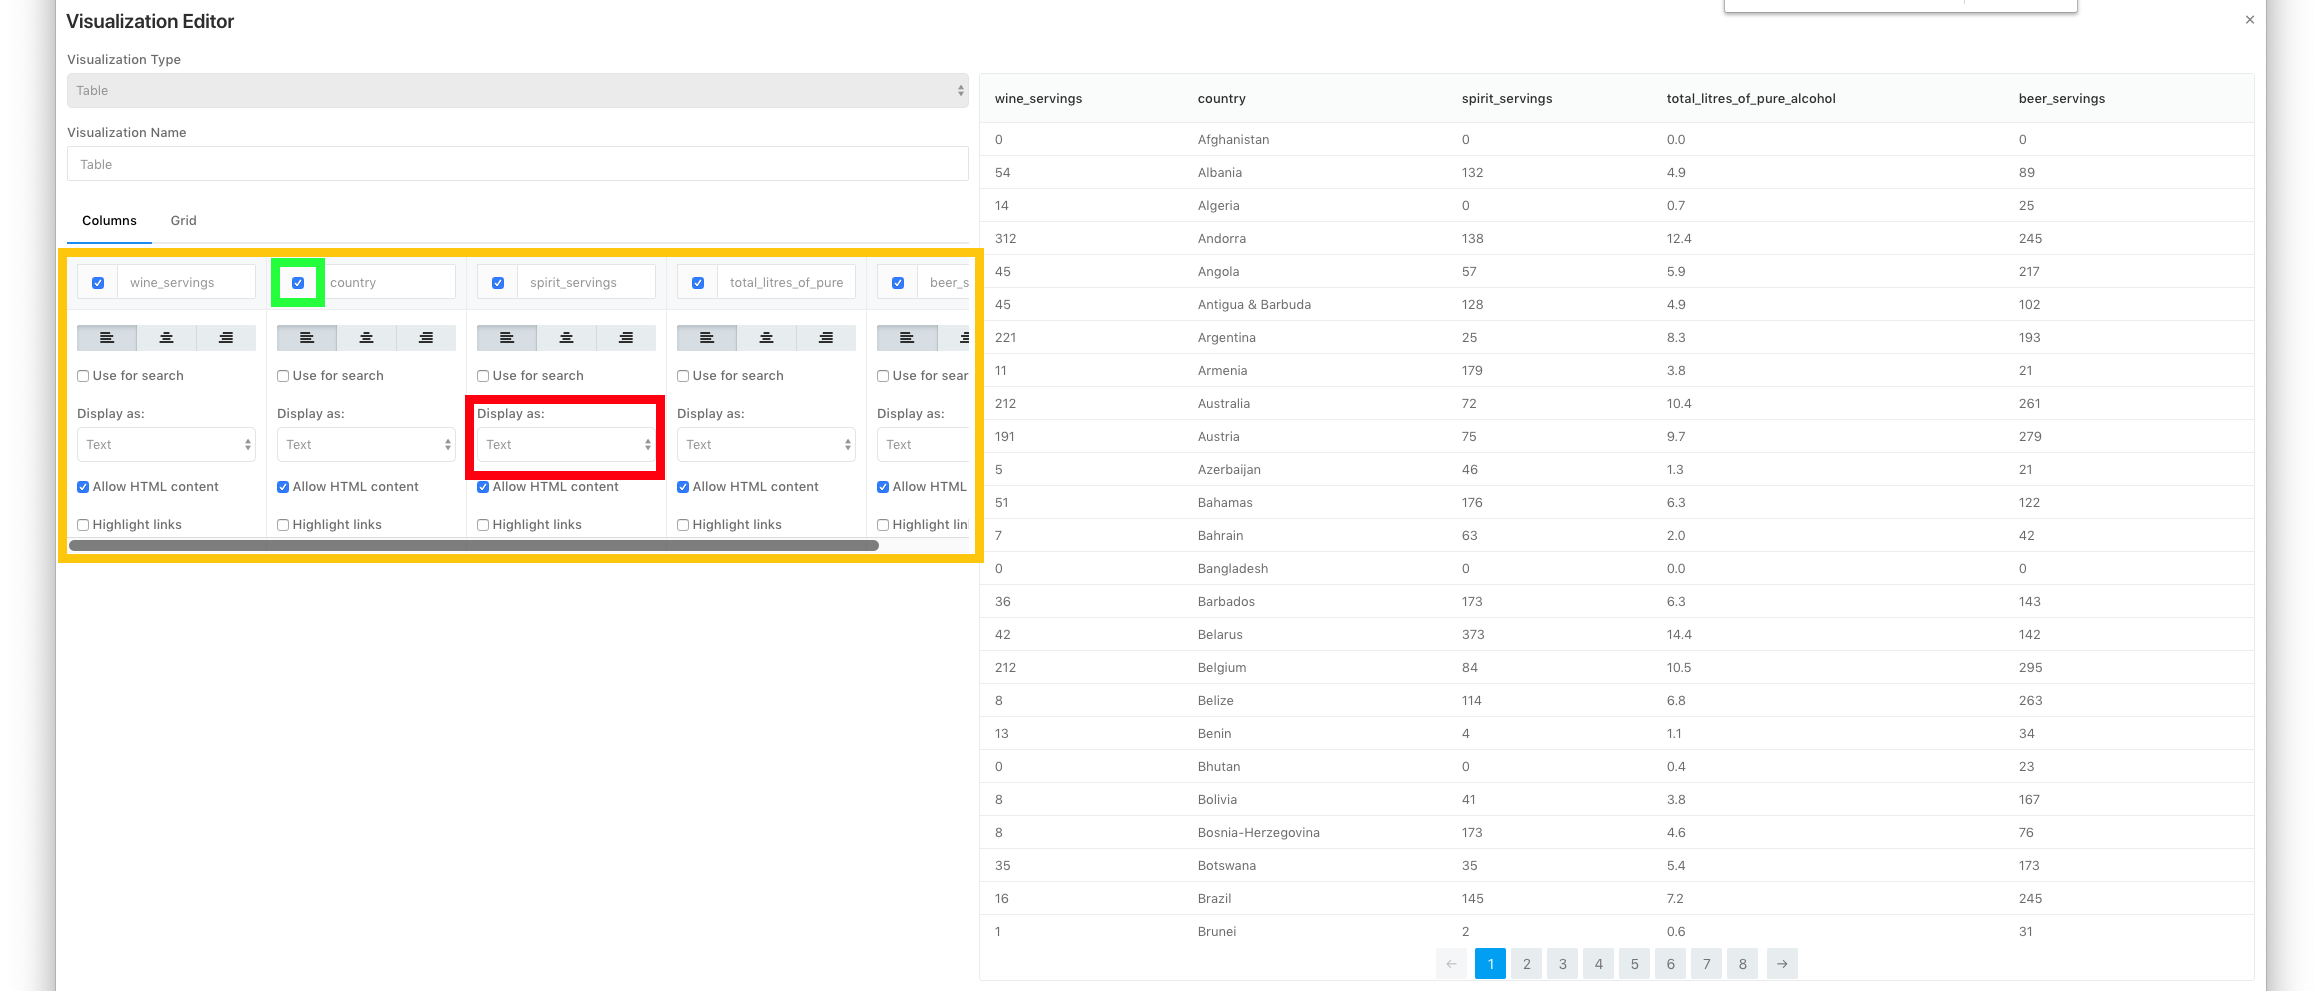 Visualization Editor
×
Visualization Type
Table
Visualization Name
Table
Columns Grid
wine_servings country spirit_servings total_litres_of_pure beer_s
Use for search Use for search Use for search Use for search Use for sear
Display as: Display as: Display as: Display as: Display as:
Text Text Text Text Text
Allow HTML content Allow HTML content Allow HTML content Allow HTML content Allow HTML
Highlight links Highlight links Highlight links Highlight links Highlight lin
wine_servings country spirit_servings total_litres_of_pure_alcohol beer_servings
0 Afghanistan 0 0.0 0
54 Albania 132 4.9 89
14 Algeria 0 0.7 25
312 Andorra 138 12.4 245
45 Angola 57 5.9 217
45 Antigua & Barbuda 128 4.9 102
221 Argentina 25 8.3 193
11 Armenia 179 3.8 21
212 Australia 72 10.4 261
191 Austria 75 9.7 279
5 Azerbaijan 46 1.3 21
51 Bahamas 176 6.3 122
7 Bahrain 63 2.0 42
0 Bangladesh 0 0.0 0
36 Barbados 173 6.3 143
42 Belarus 373 14.4 142
212 Belgium 84 10.5 295
8 Belize 114 6.8 263
13 Benin 4 1.1 34
0 Bhutan 0 0.4 23
8 Bolivia 41 3.8 167
8 Bosnia-Herzegovina 173 4.6 76
35 Botswana 35 5.4 173
16 Brazil 145 7.2 245
1 Brunei 2 0.6 31
← 1 2 3 4 5 6 7 8 →